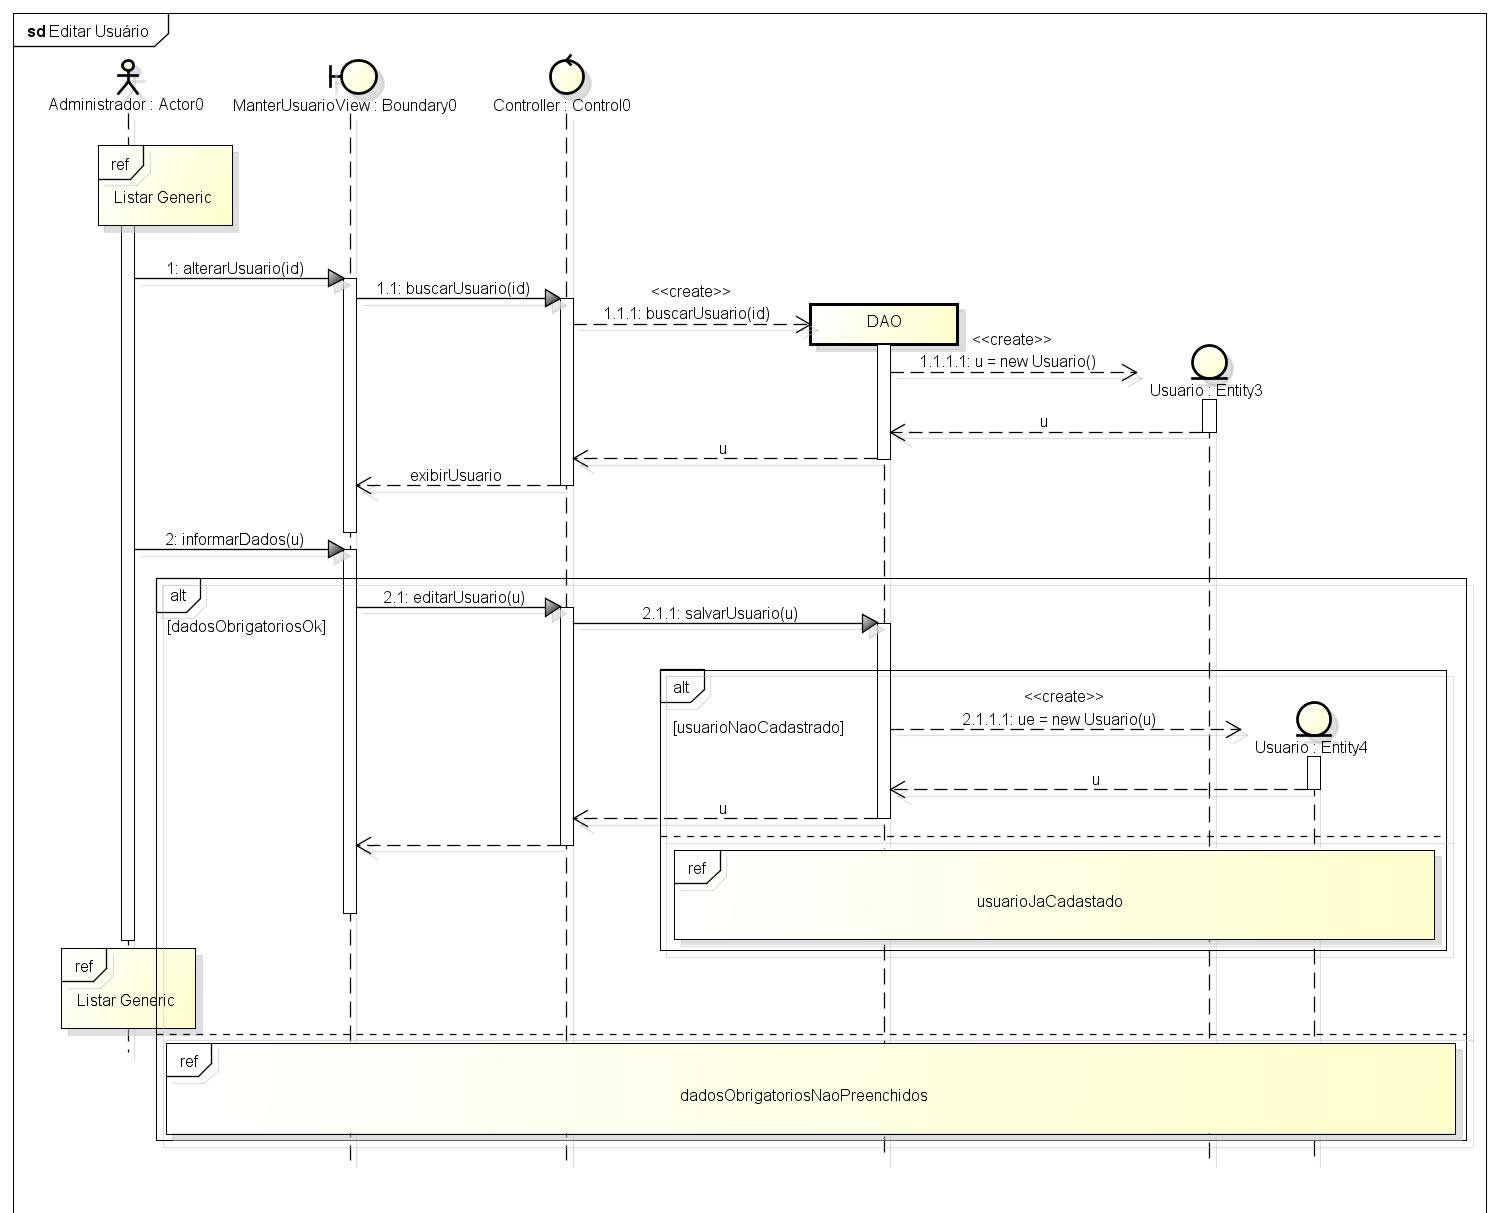 sd Editar Usuário
Administrador : Actor0
ManterUsuarioView : Boundary0
Controller : Control0
ref
Listar Generic
1: alterarUsuario(id)
1.1: buscarUsuario(id)
<<create>>
1.1.1: buscarUsuario(id)
DAO
<<create>>
1.1.1.1: u = new Usuario()
Usuario : Entity3
u
u
exibirUsuario
2: informarDados(u)
alt
[dadosObrigatoriosOk]
2.1: editarUsuario(u)
2.1.1: salvarUsuario(u)
alt
[usuarioNaoCadastrado]
<<create>>
2.1.1.1: ue = new Usuario(u)
Usuario : Entity4
u
u
ref
usuarioJaCadastado
ref
Listar Generic
ref
dadosObrigatoriosNaoPreenchidos